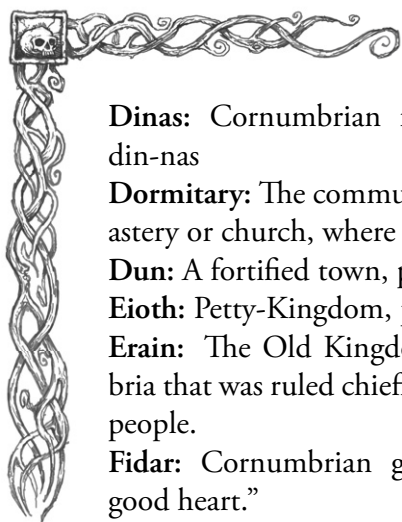 Dinas: Cornumbrian
din-nas
Dormitary: The commu
astery or church, where
Dun: A fortified town,
Eioth: Petty-Kingdom,
Erain: The Old Kingd
bria that was ruled chief
people.
Fidar: Cornumbrian g
good heart.”